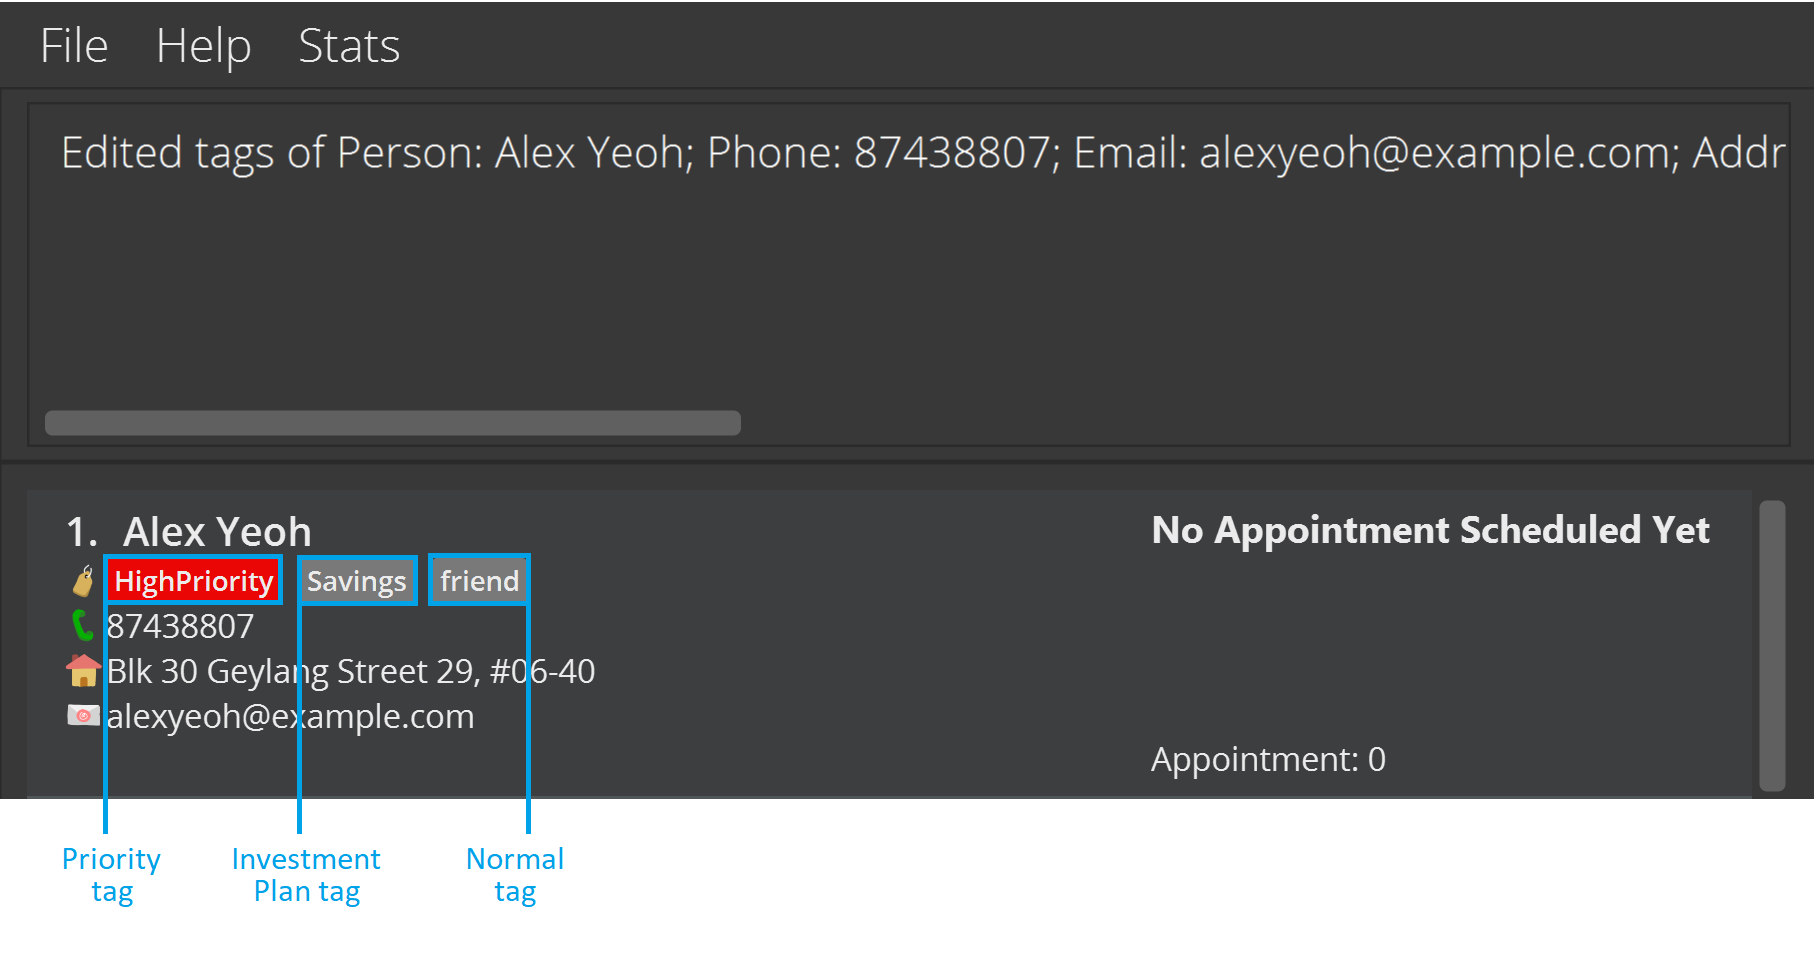 File Help Stats
Edited tags of Person: Alex Yeoh; Phone: 87438807; Email: alexyeoh@example.com; Addr
1. Alex Yeoh
No Appointment Scheduled Yet
HighPriority Savings friend
87438807
Blk 30 Geylang Street 29, #06-40
alexyeoh@example.com
Appointment: 0
Priority
tag
Investment
Plan tag
Normal
tag